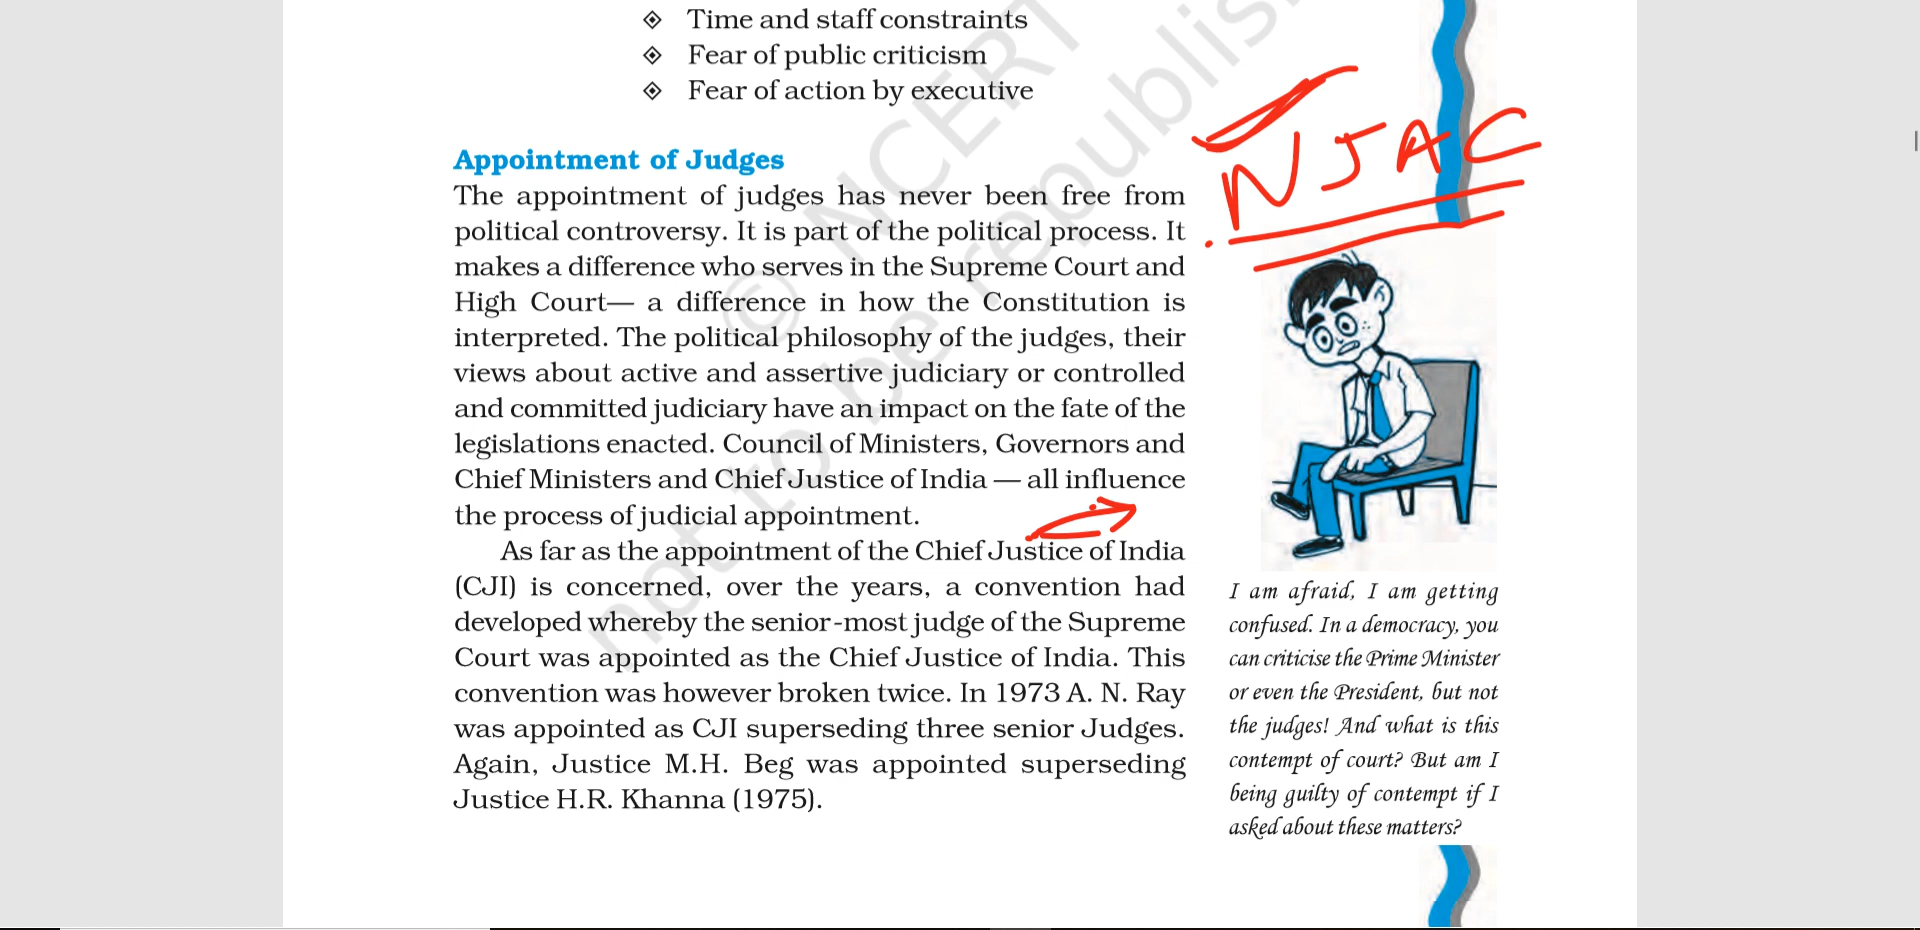 Time and staff constraints
Fear of public criticism
Fear of action by executive
NJAC
Appointment of Judges
The appointment of judges has never been free from
political controversy. It is part of the political process. It
makes a difference who serves in the Supreme Court and
High Court— a difference in how the Constitution is
interpreted. The political philosophy of the judges, their
views about active and assertive judiciary or controlled
and committed judiciary have an impact on the fate of the
legislations enacted. Council of Ministers, Governors and
Chief Ministers and Chief Justice of India — all influence
the process of judicial appointment.
As far as the appointment of the Chief Justice of India
(CJI) is concerned, over the years, a convention had
developed whereby the senior-most judge of the Supreme
Court was appointed as the Chief Justice of India. This
convention was however broken twice. In 1973 A. N. Ray
was appointed as CJI superseding three senior Judges.
Again, Justice M.H. Beg was appointed superseding
Justice H.R. Khanna (1975).
I am afraid, I am getting
confused. In a democracy, you
can criticise the Prime Minister
or even the President, but not
the judges! And what is this
contempt of court? But am I
being guilty of contempt if I
asked about these matters?
© NCERT
not to be republis